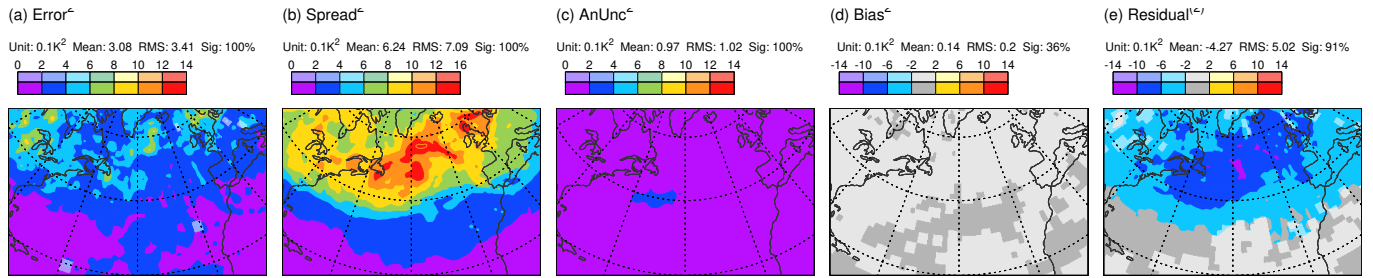 (a) Error²
Unit: 0.1K² Mean: 3.08 RMS: 3.41 Sig: 100%
0 2 4 6 8 10 12 14
(b) Spread²
Unit: 0.1K² Mean: 6.24 RMS: 7.09 Sig: 100%
0 2 4 6 8 10 12 16
(c) AnUnc²
Unit: 0.1K² Mean: 0.97 RMS: 1.02 Sig: 100%
0 2 4 6 8 10 12 14
(d) Bias²
Unit: 0.1K² Mean: 0.14 RMS: 0.2 Sig: 36%
-14 -10 -6 -2 2 6 10 14
(e) Residual⁽²⁾
Unit: 0.1K² Mean: -4.27 RMS: 5.02 Sig: 91%
-14 -10 -6 -2 2 6 10 14